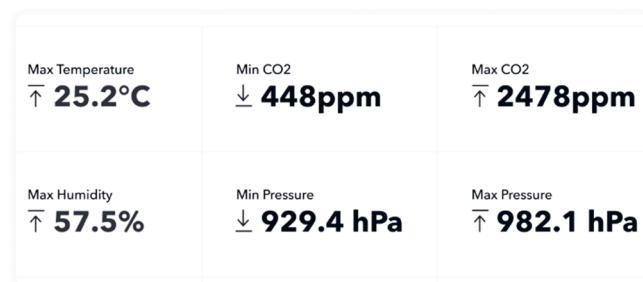 Max Temperature
25.2°C
Min CO2
448ppm
Max CO2
2478ppm
Max Humidity
57.5%
Min Pressure
929.4 hPa
Max Pressure
982.1 hPa